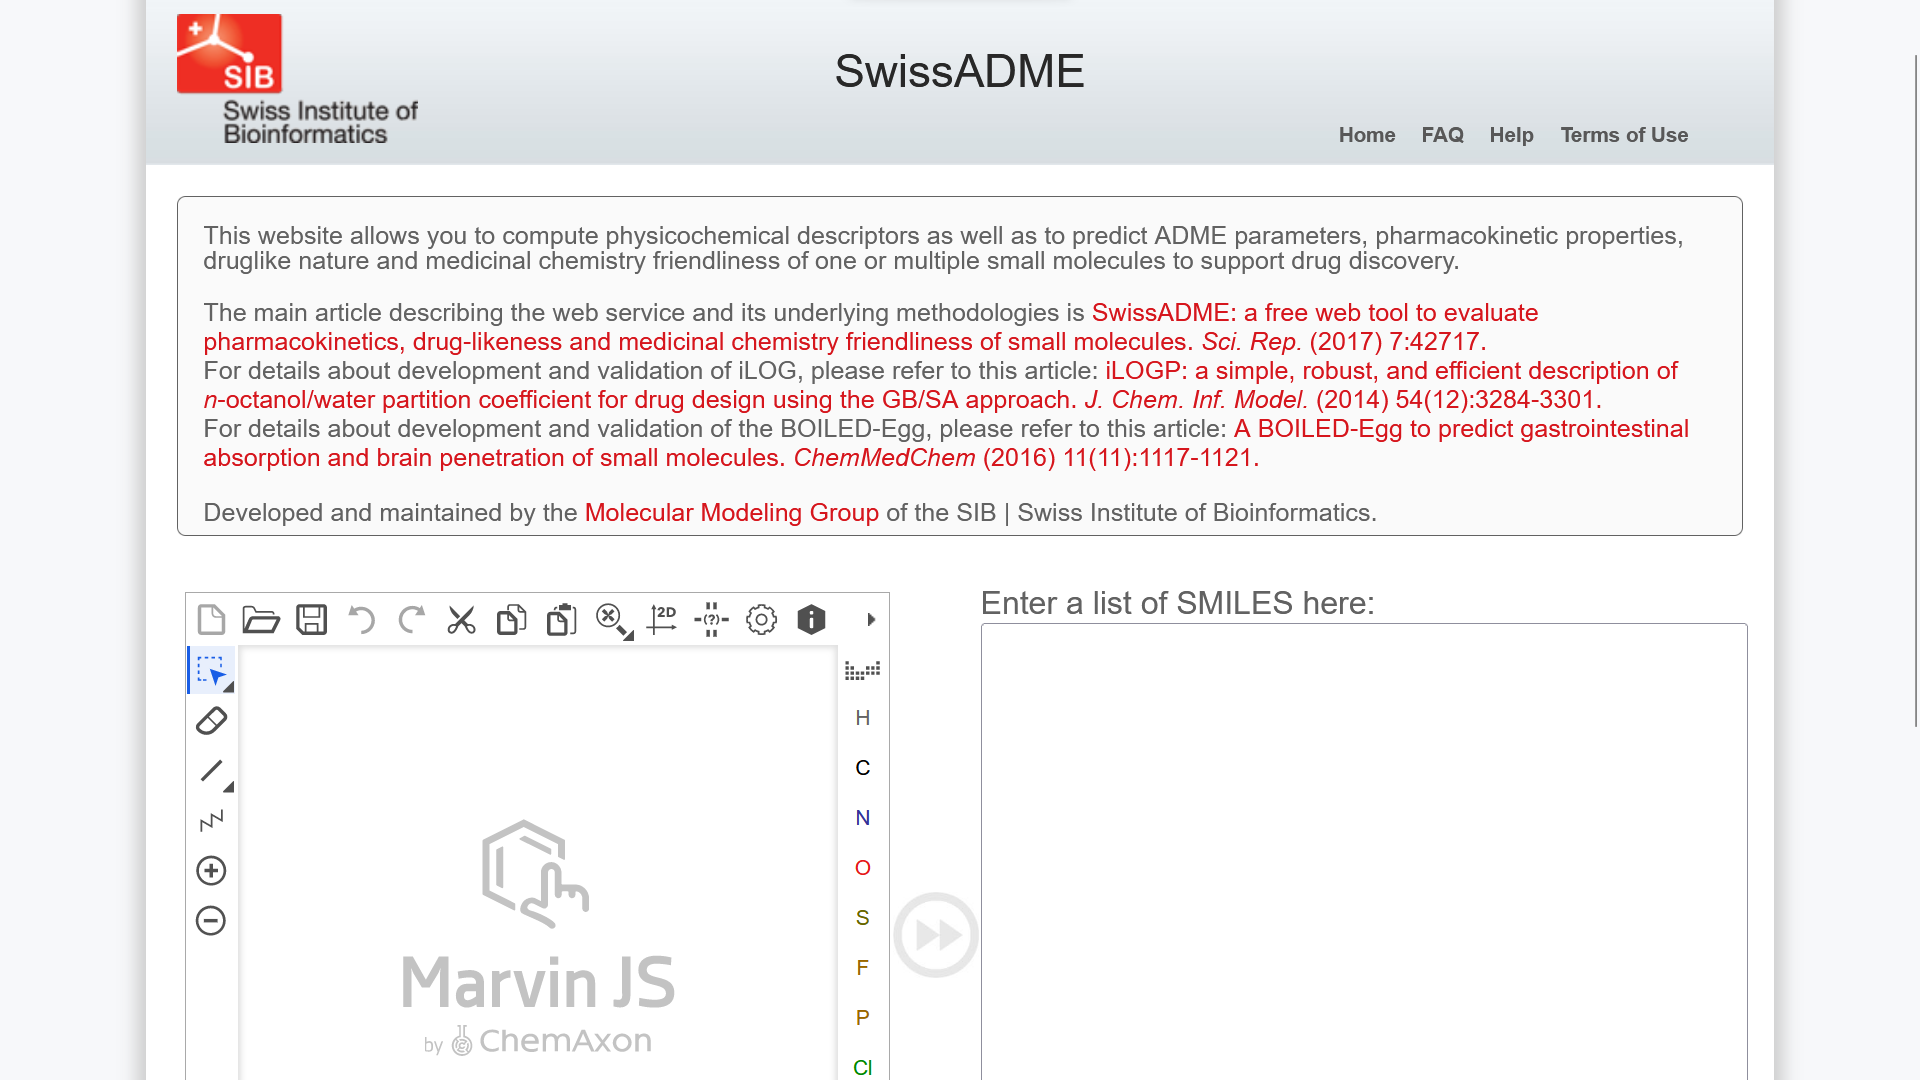 SIB
Swiss Institute of
Bioinformatics
SwissADME
Home FAQ Help Terms of Use
This website allows you to compute physicochemical descriptors as well as to predict ADME parameters, pharmacokinetic properties,
druglike nature and medicinal chemistry friendliness of one or multiple small molecules to support drug discovery.
The main article describing the web service and its underlying methodologies is SwissADME: a free web tool to evaluate
pharmacokinetics, drug-likeness and medicinal chemistry friendliness of small molecules. Sci. Rep. (2017) 7:42717.
For details about development and validation of iLOG, please refer to this article: iLOGP: a simple, robust, and efficient description of
n-octanol/water partition coefficient for drug design using the GB/SA approach. J. Chem. Inf. Model. (2014) 54(12):3284-3301.
For details about development and validation of the BOILED-Egg, please refer to this article: A BOILED-Egg to predict gastrointestinal
absorption and brain penetration of small molecules. ChemMedChem (2016) 11(11):1117-1121.
Developed and maintained by the Molecular Modeling Group of the SIB | Swiss Institute of Bioinformatics.
2D
(?)
H
C
N
O
S
F
P
Cl
Marvin JS
by ChemAxon
Enter a list of SMILES here: